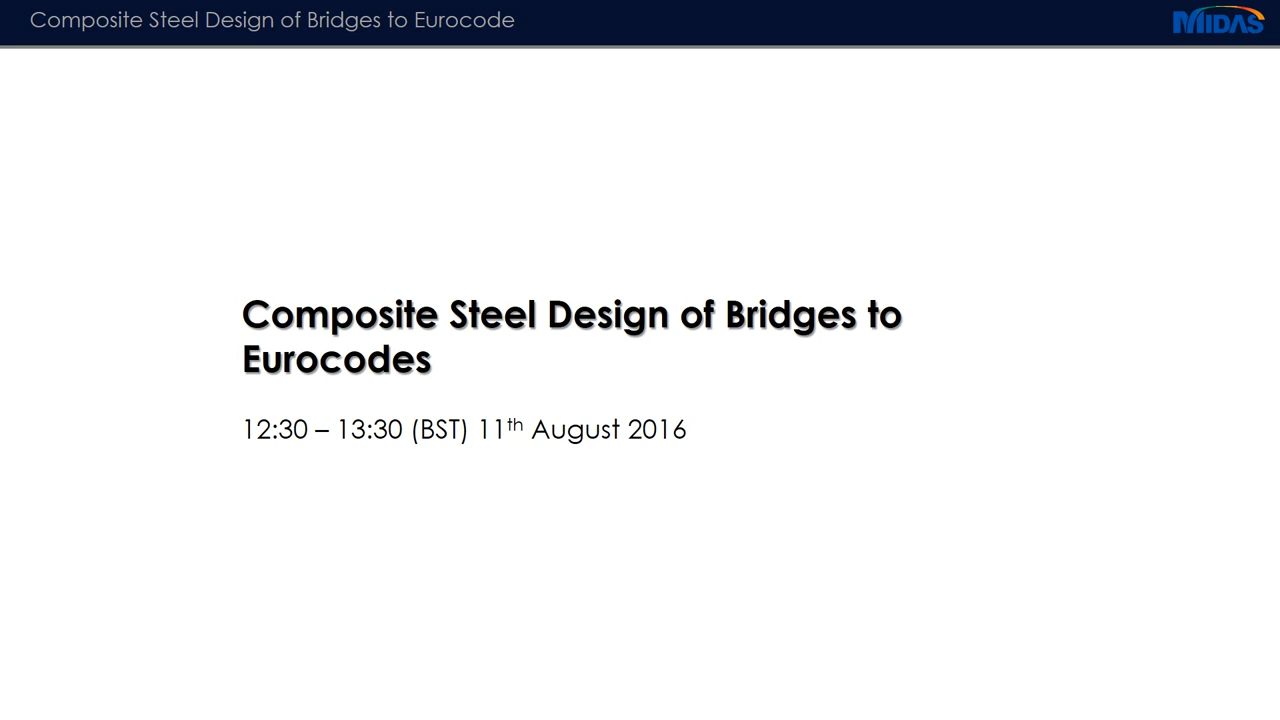 Composite Steel Design of Bridges to Eurocode
MIDAS
Composite Steel Design of Bridges to
Eurocodes
12:30 – 13:30 (BST) 11th August 2016